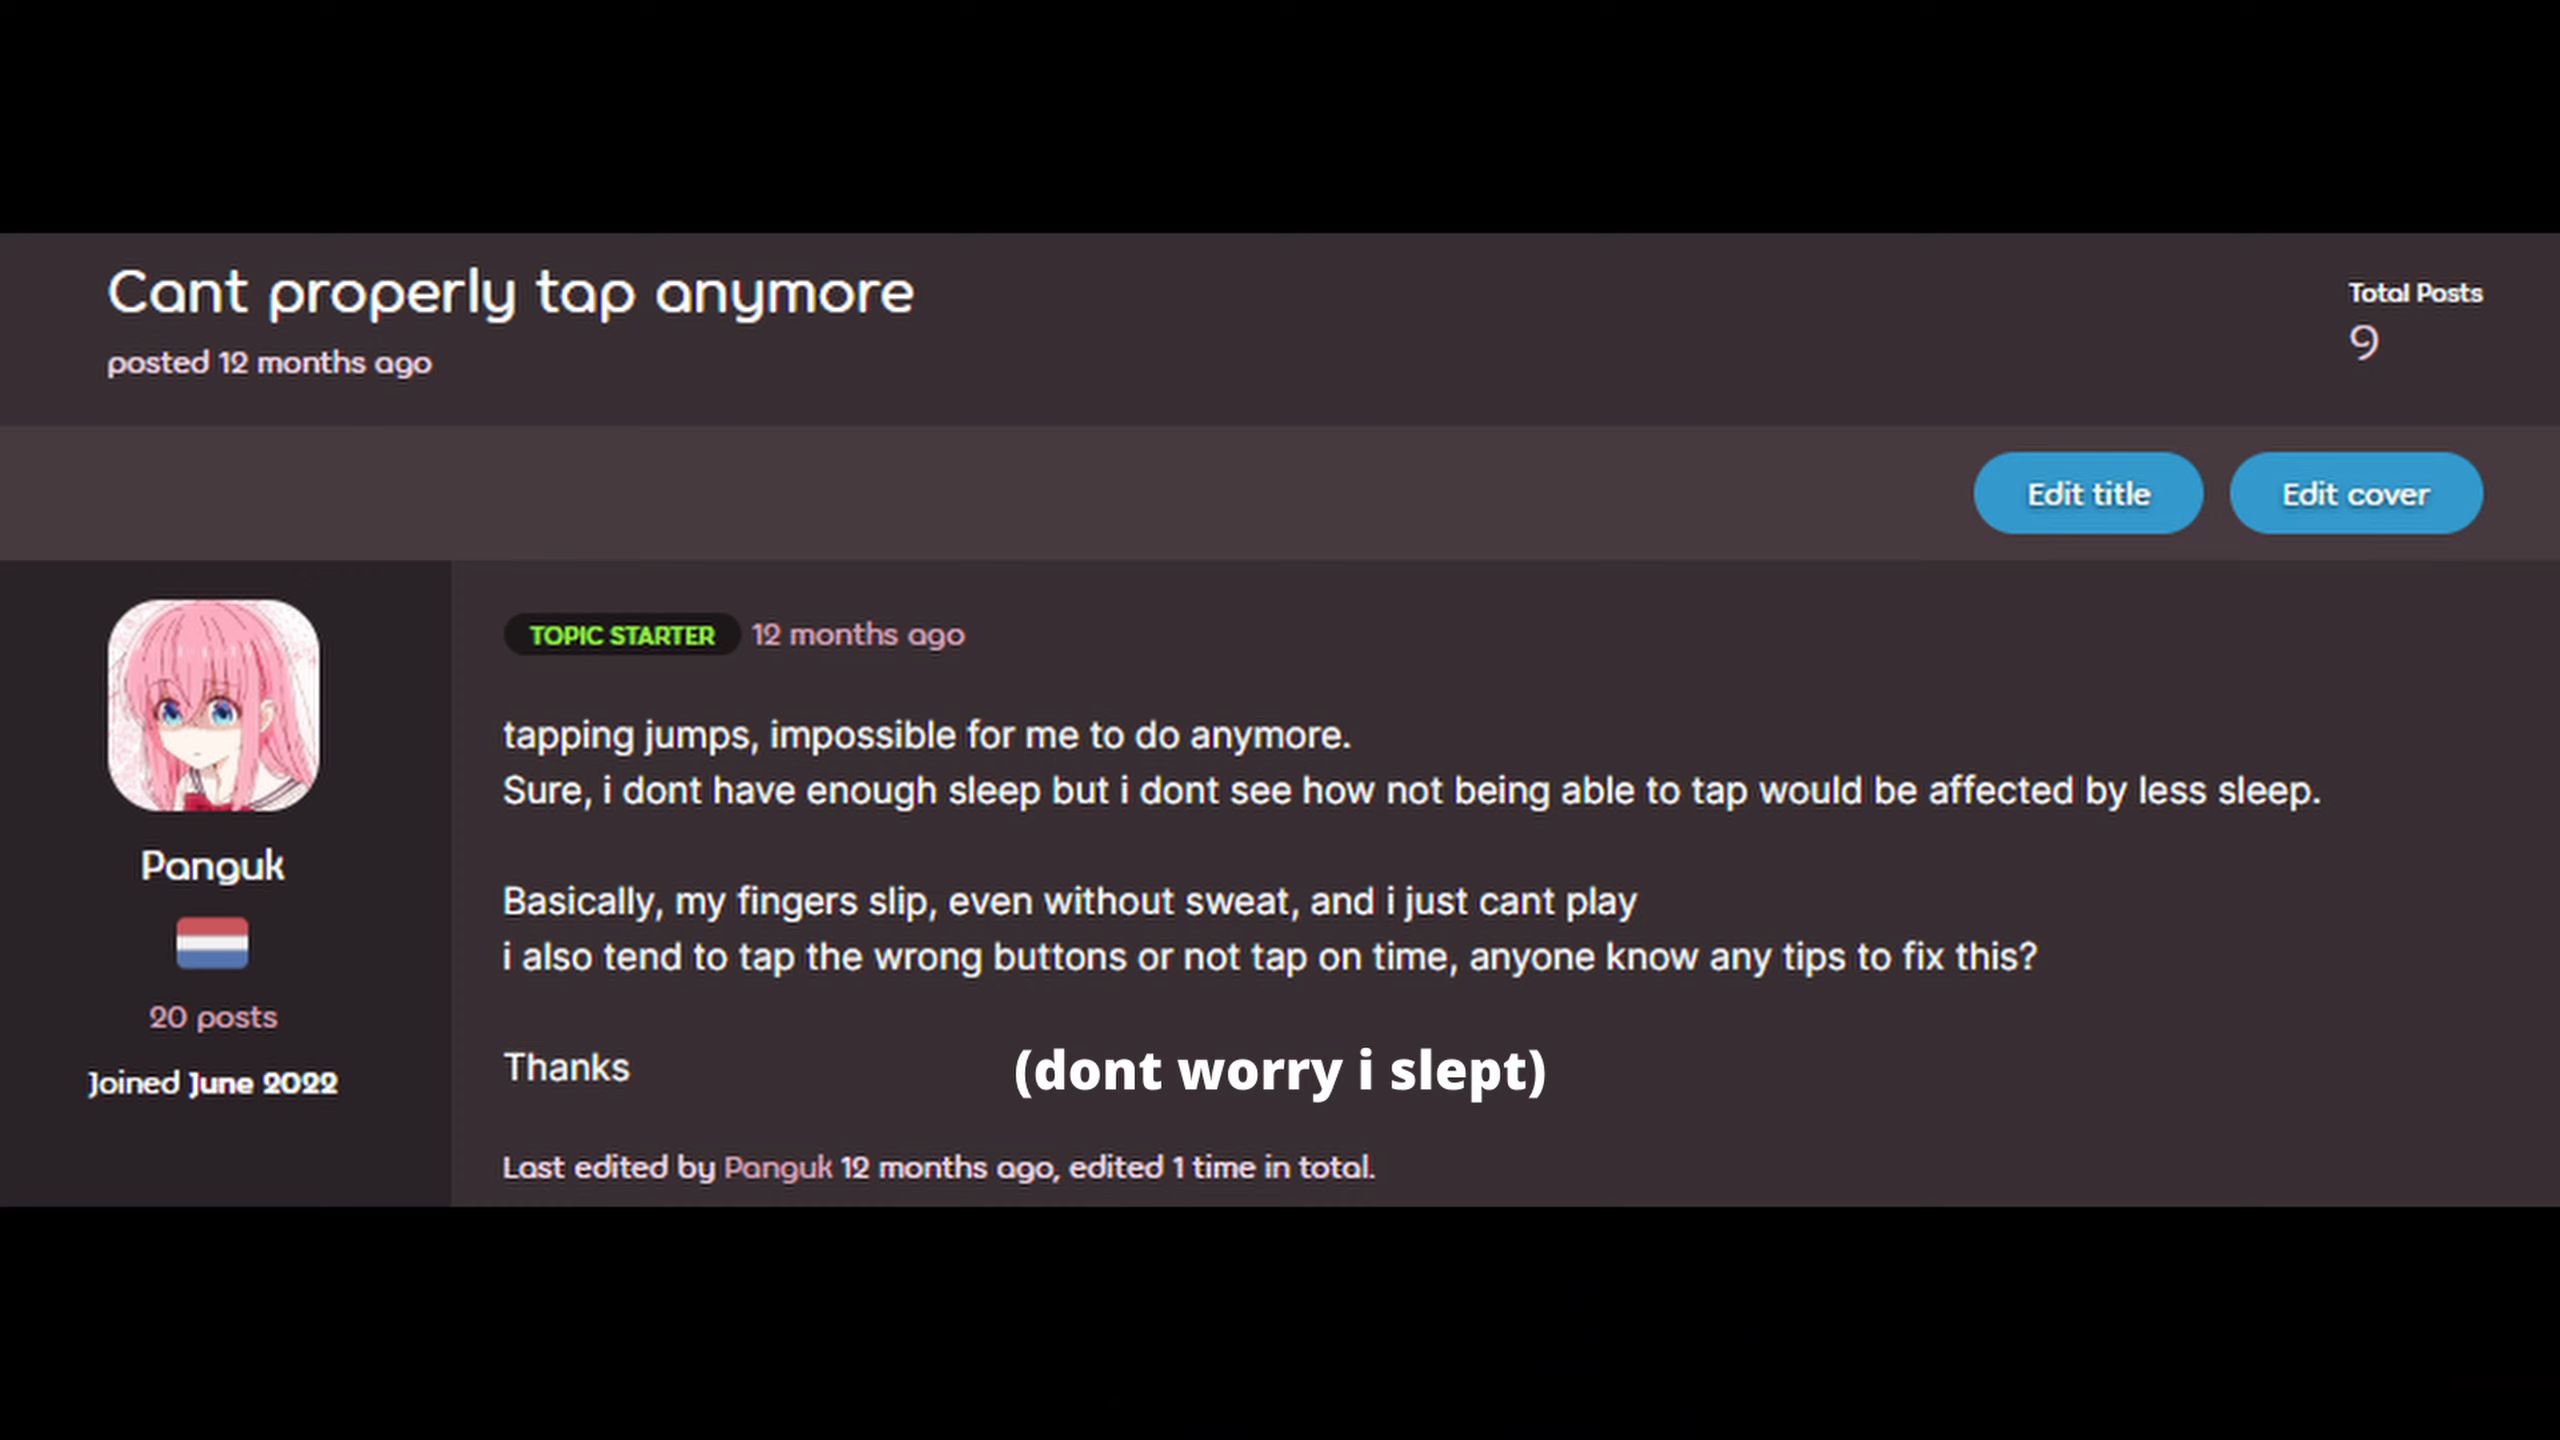 Cant properly tap anymore
posted 12 months ago
Total Posts
9
Edit title
Edit cover
Panguk
20 posts
Joined June 2022
TOPIC STARTER 12 months ago
tapping jumps, impossible for me to do anymore.
Sure, i dont have enough sleep but i dont see how not being able to tap would be affected by less sleep.
Basically, my fingers slip, even without sweat, and i just cant play
i also tend to tap the wrong buttons or not tap on time, anyone know any tips to fix this?
Thanks
(dont worry i slept)
Last edited by Panguk 12 months ago, edited 1 time in total.